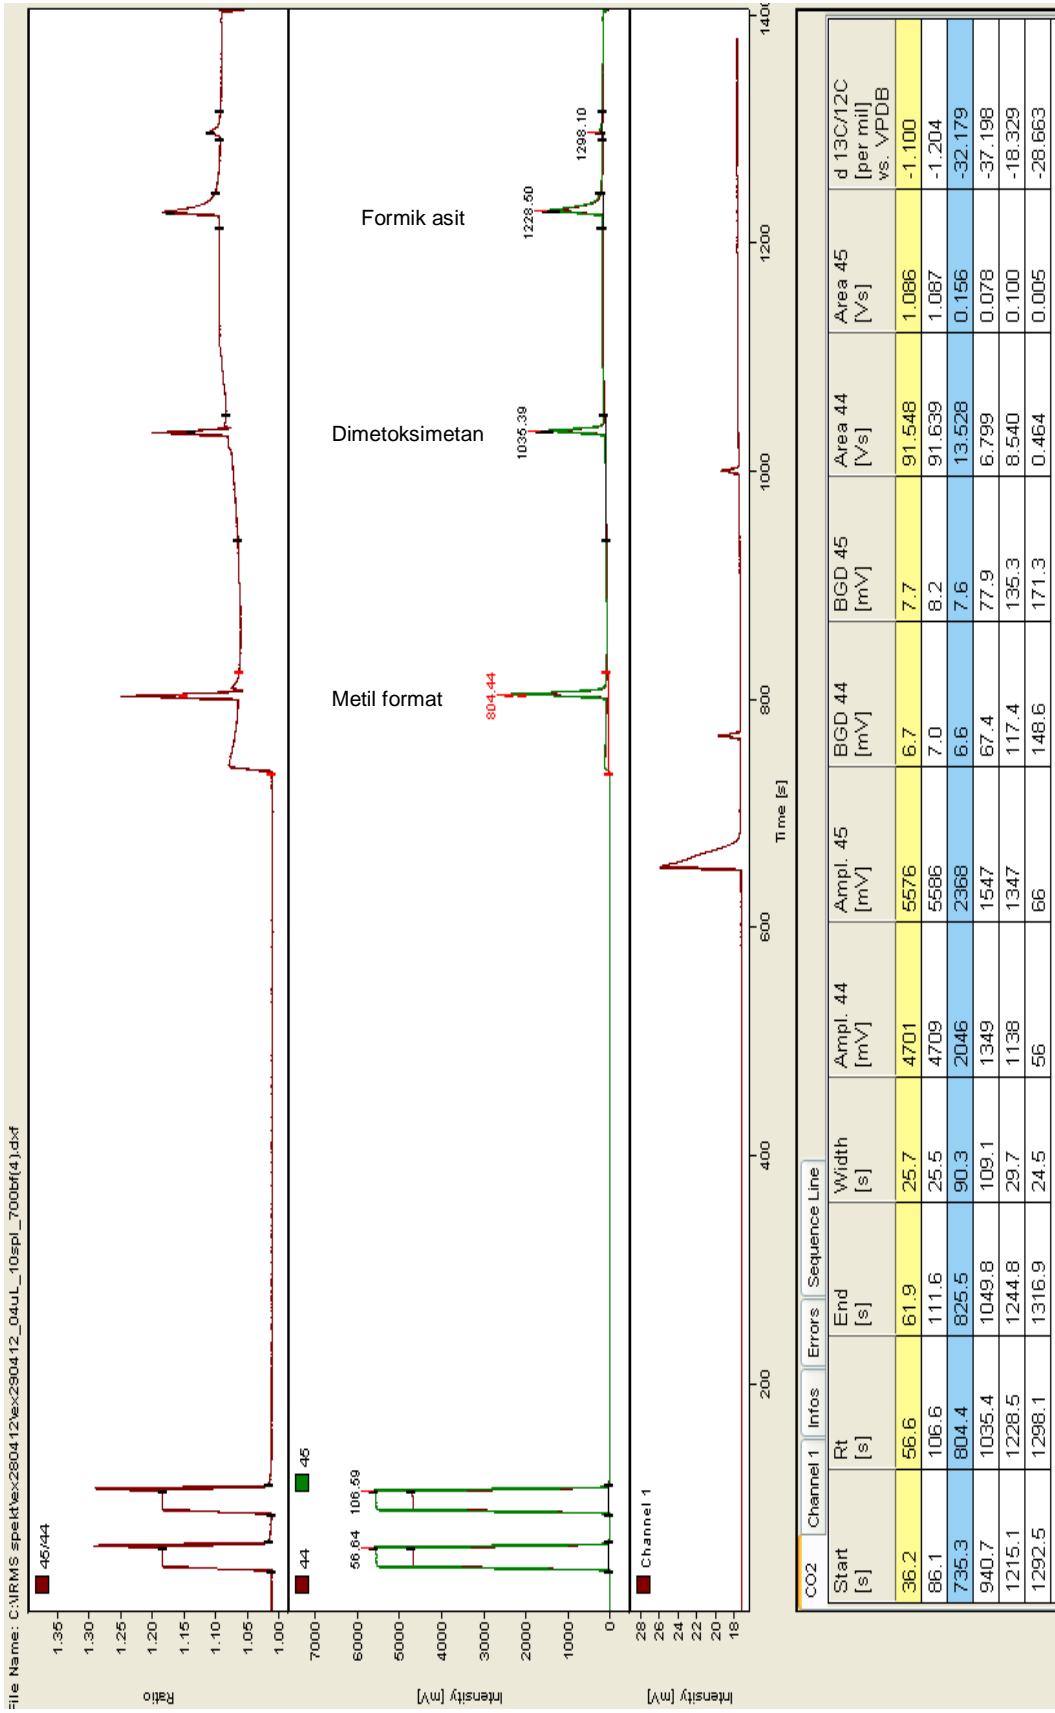 File Name: C:\IRMS spekt\ex280412\ex290412_04uL_10spl_700bf(4).dxf
45/44
Ratio
1.35
1.30
1.25
1.20
1.15
1.10
1.05
1.00
44 45
Intensity [mV]
7000
6000
5000
4000
3000
2000
1000
0
56.64
106.59
804.44
1035.39
1228.50
1298.10
Metil format
Dimetoksimetan
Formik asit
Channel 1
Intensity [mV]
28
26
24
22
20
18
200 400 600 800 1000 1200 1400
Time [s]
CO2 Channel 1 Infos Errors Sequence Line
Start [s] Rt [s] End [s] Width [s] Ampl. 44 [mV] Ampl. 45 [mV] BGD 44 [mV] BGD 45 [mV] Area 44 [Vs] Area 45 [Vs] d 13C/12C [per mil] vs. VPDB
36.2 56.6 61.9 25.7 4701 5576 6.7 7.7 91.548 1.086 -1.100
86.1 106.6 111.6 25.5 4709 5586 7.0 8.2 91.639 1.087 -1.204
735.3 804.4 825.5 90.3 2046 2368 6.6 7.6 13.528 0.156 -32.179
940.7 1035.4 1049.8 109.1 1349 1547 67.4 77.9 6.799 0.078 -37.198
1215.1 1228.5 1244.8 29.7 1138 1347 117.4 135.3 8.540 0.100 -18.329
1292.5 1298.1 1316.9 24.5 56 66 148.6 171.3 0.464 0.005 -28.663